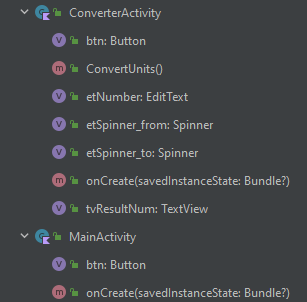 ConverterActivity
btn: Button
ConvertUnits()
etNumber: EditText
etSpinner_from: Spinner
etSpinner_to: Spinner
onCreate(savedInstanceState: Bundle?)
tvResultNum: TextView
MainActivity
btn: Button
onCreate(savedInstanceState: Bundle?)